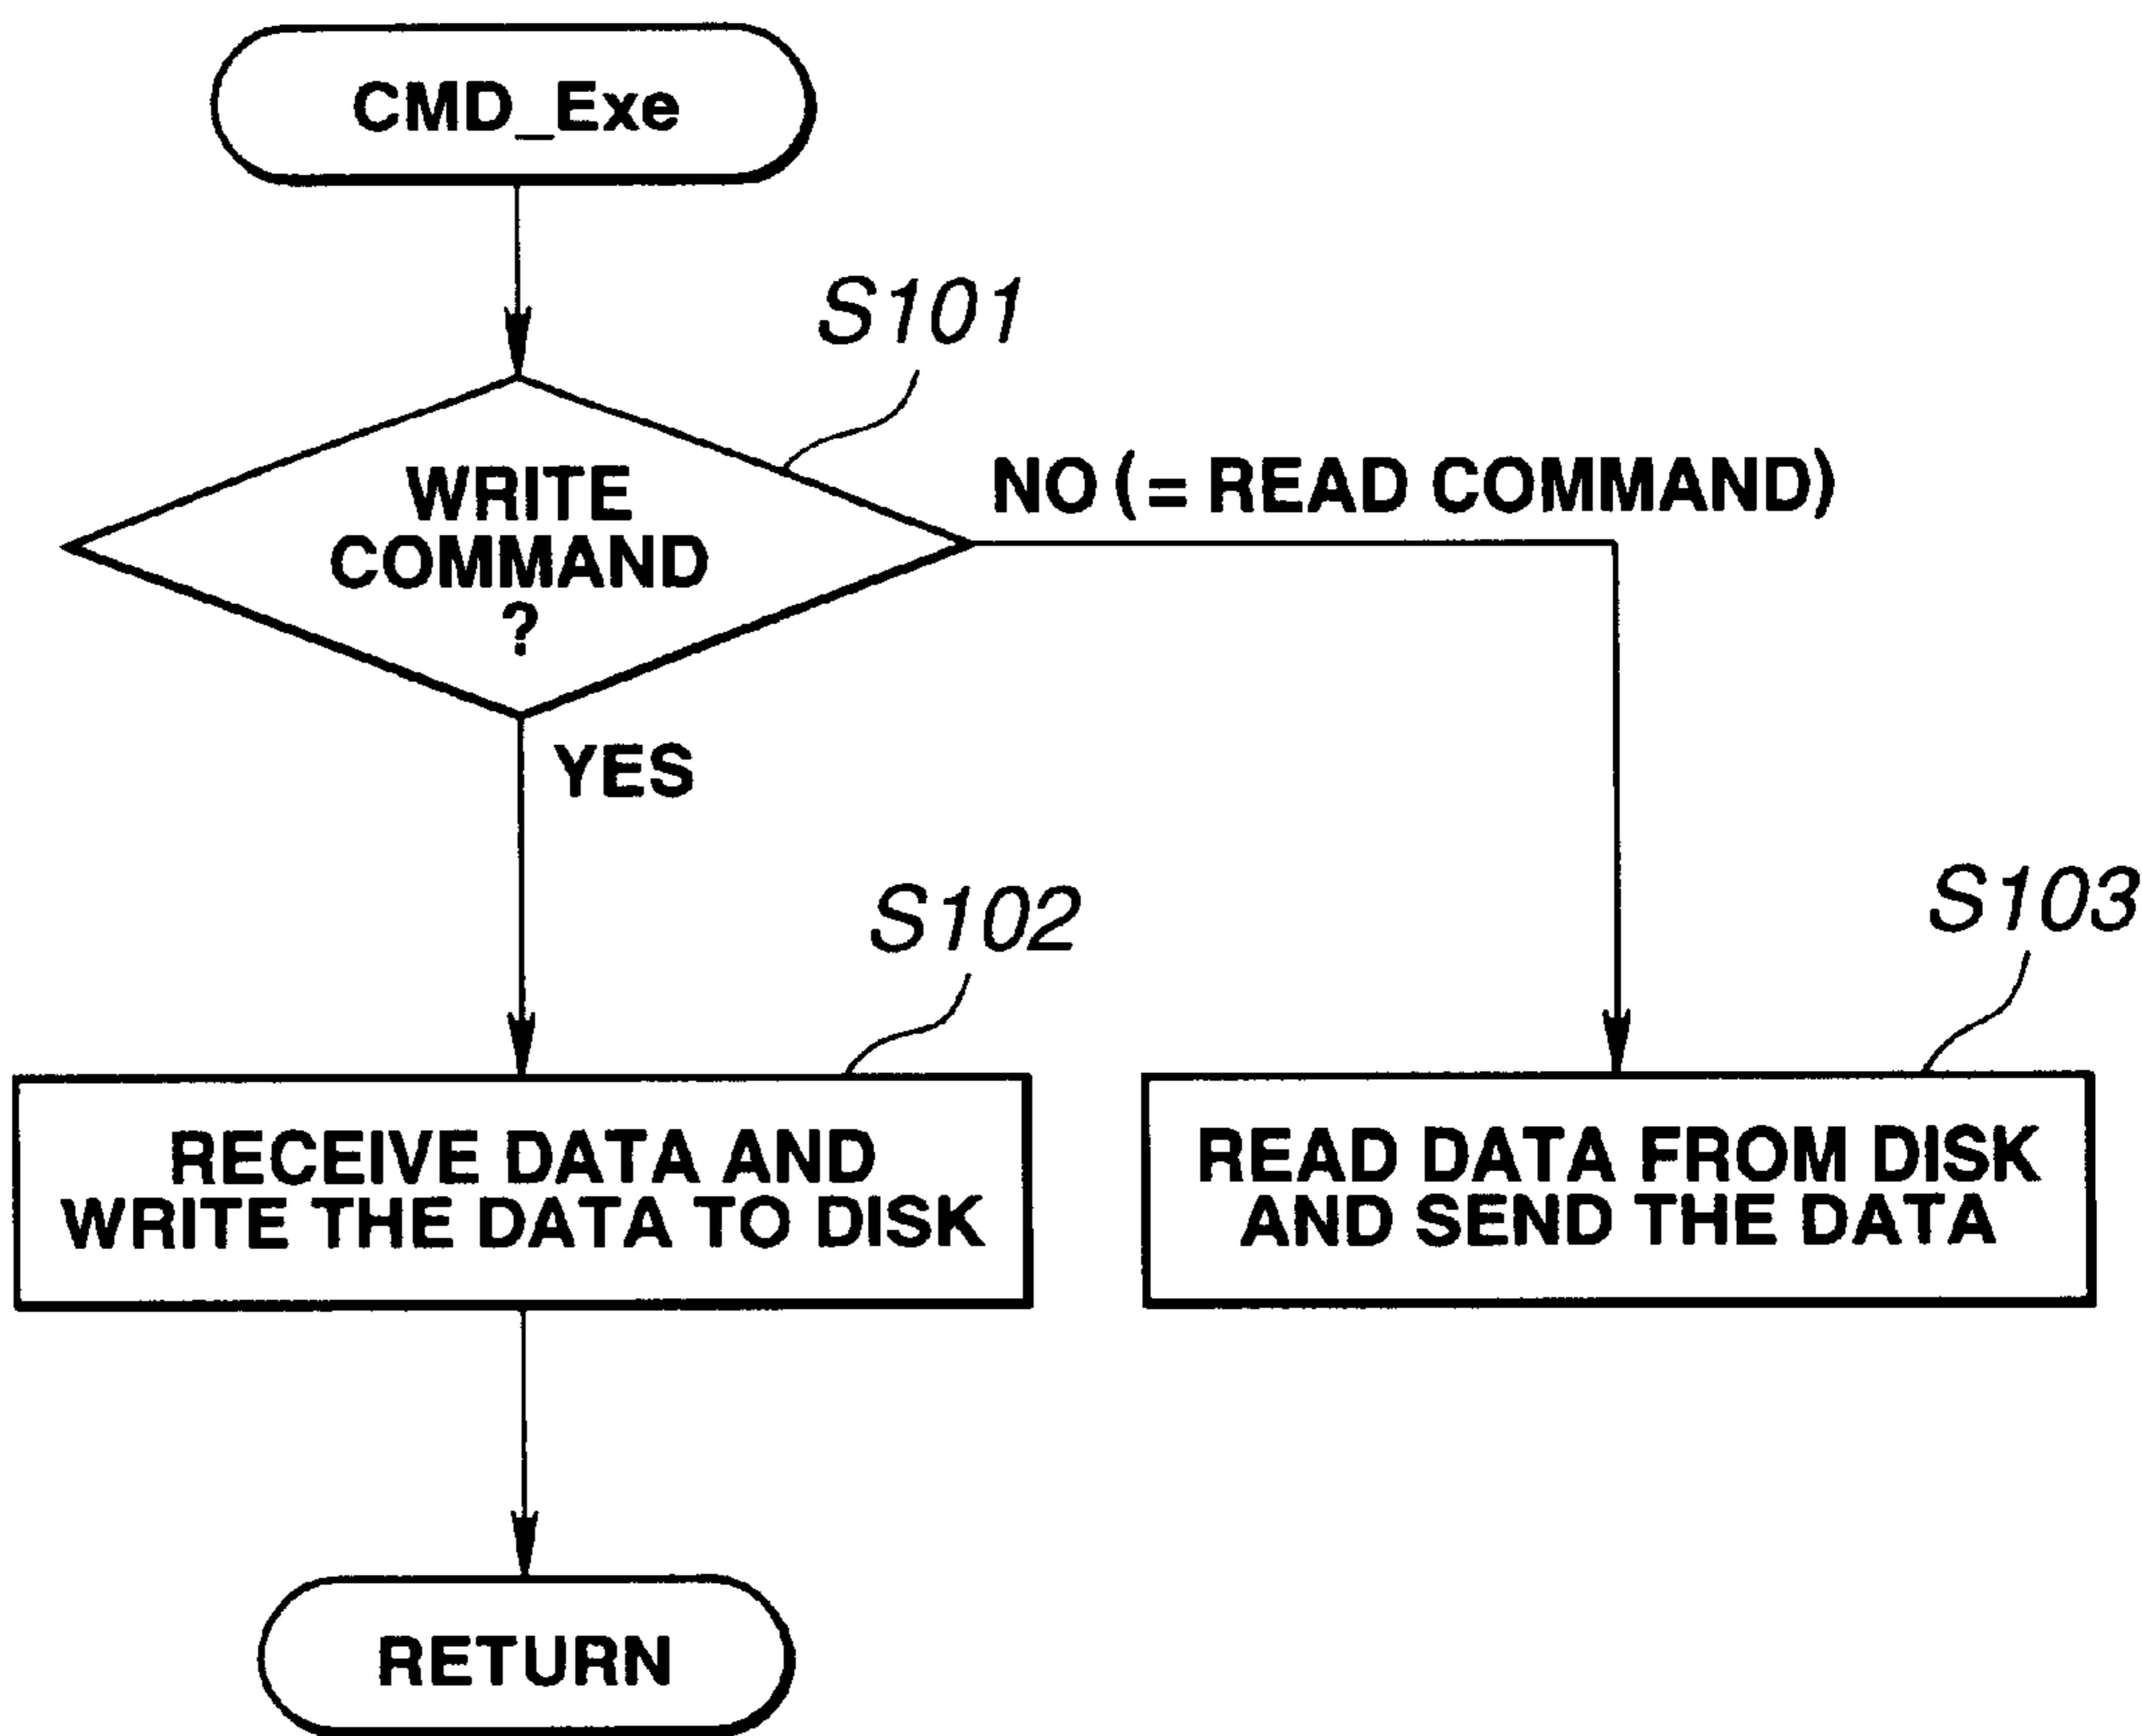 CMD_Exe
S101
WRITE
COMMAND
?
NO (= READ COMMAND)
YES
S102
S103
RECEIVE DATA AND
WRITE THE DATA TO DISK
READ DATA FROM DISK
AND SEND THE DATA
RETURN